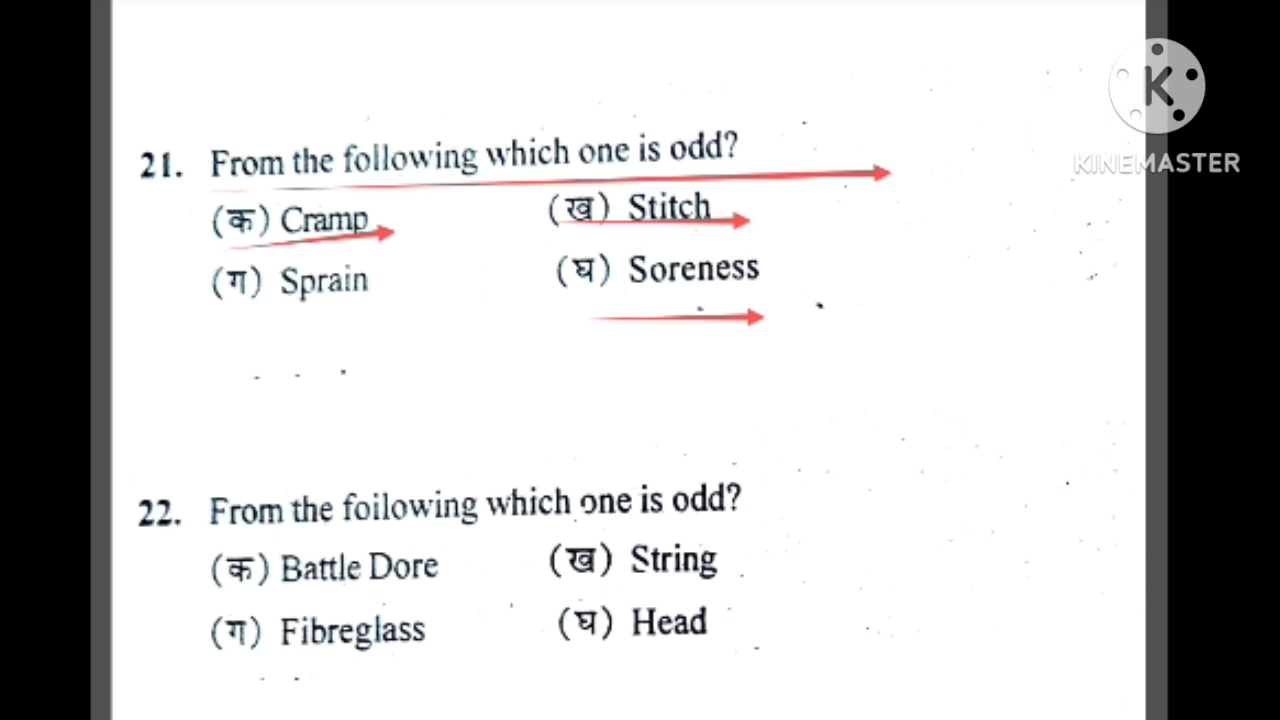 KINEMASTER
21. From the following which one is odd?
(क) Cramp (ख) Stitch
(ग) Sprain (घ) Soreness
22. From the foilowing which one is odd?
(क) Battle Dore (ख) String
(ग) Fibreglass (घ) Head